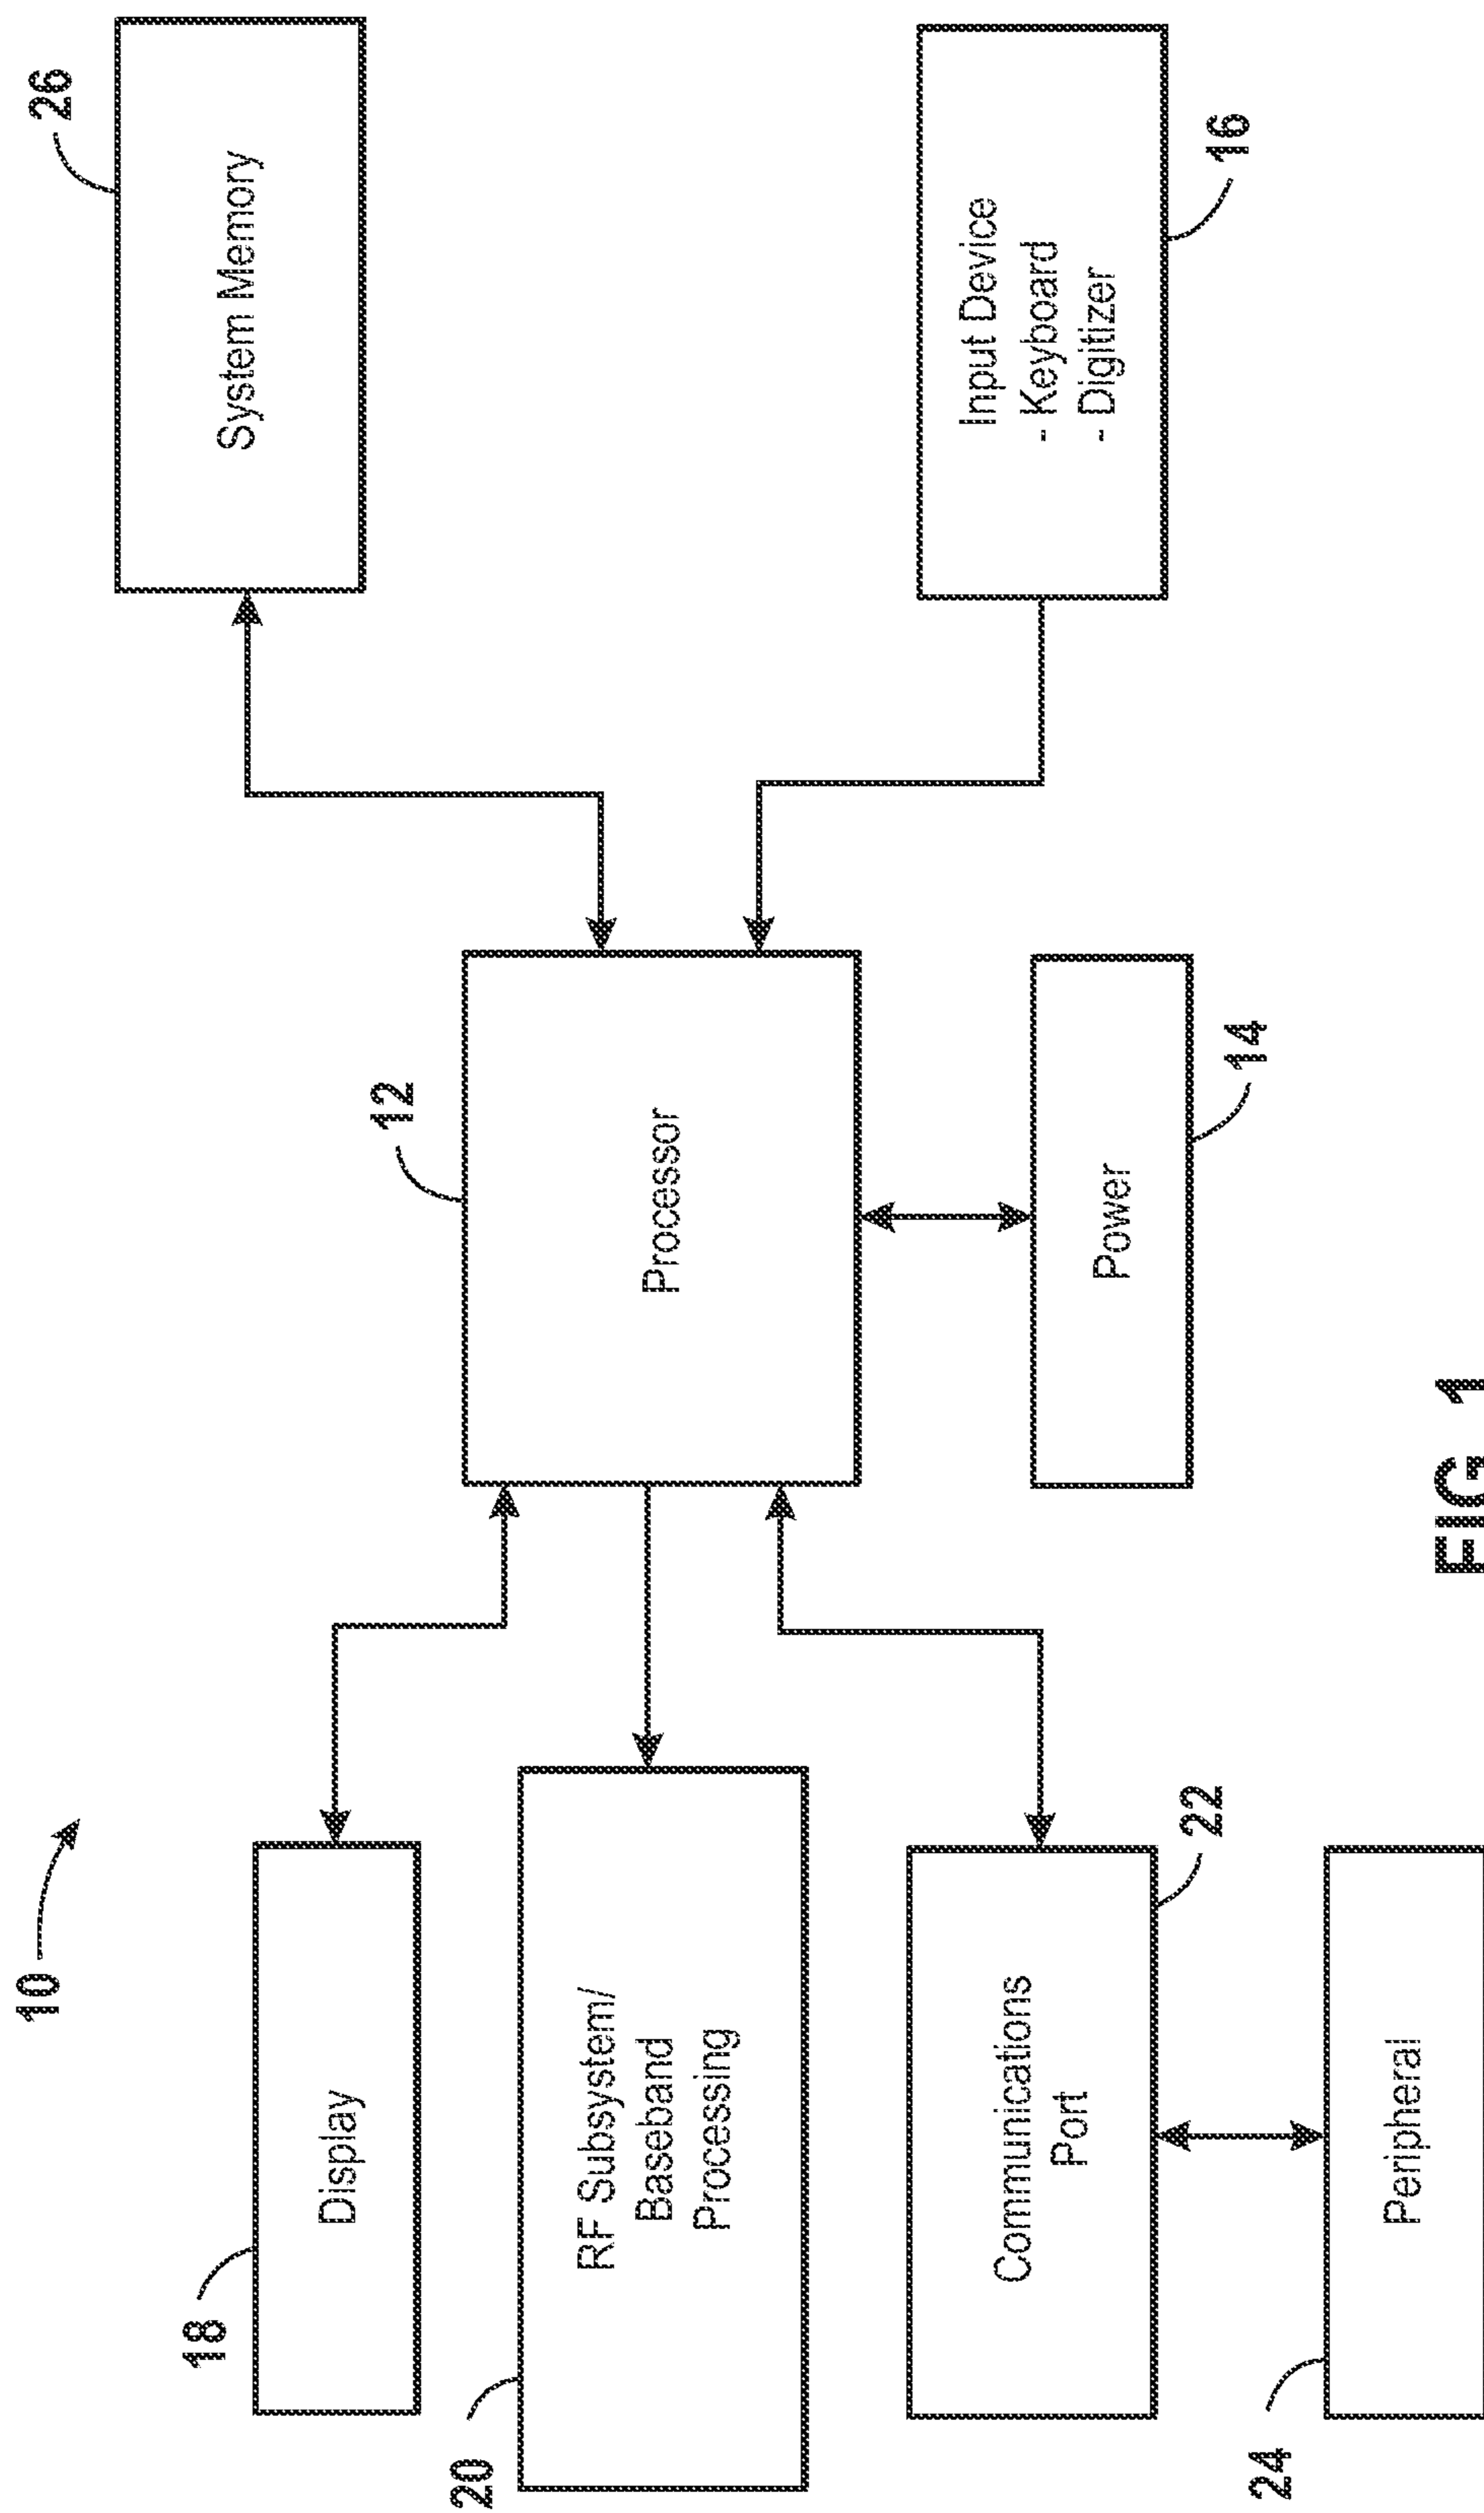 10
18
Display
20
RF Subsystem/
Baseband
Processing
Communications
Port
22
24
Peripheral
12
Processor
Power
14
26
System Memory
Input Device
- Keyboard
- Digitizer
16
FIG. 1